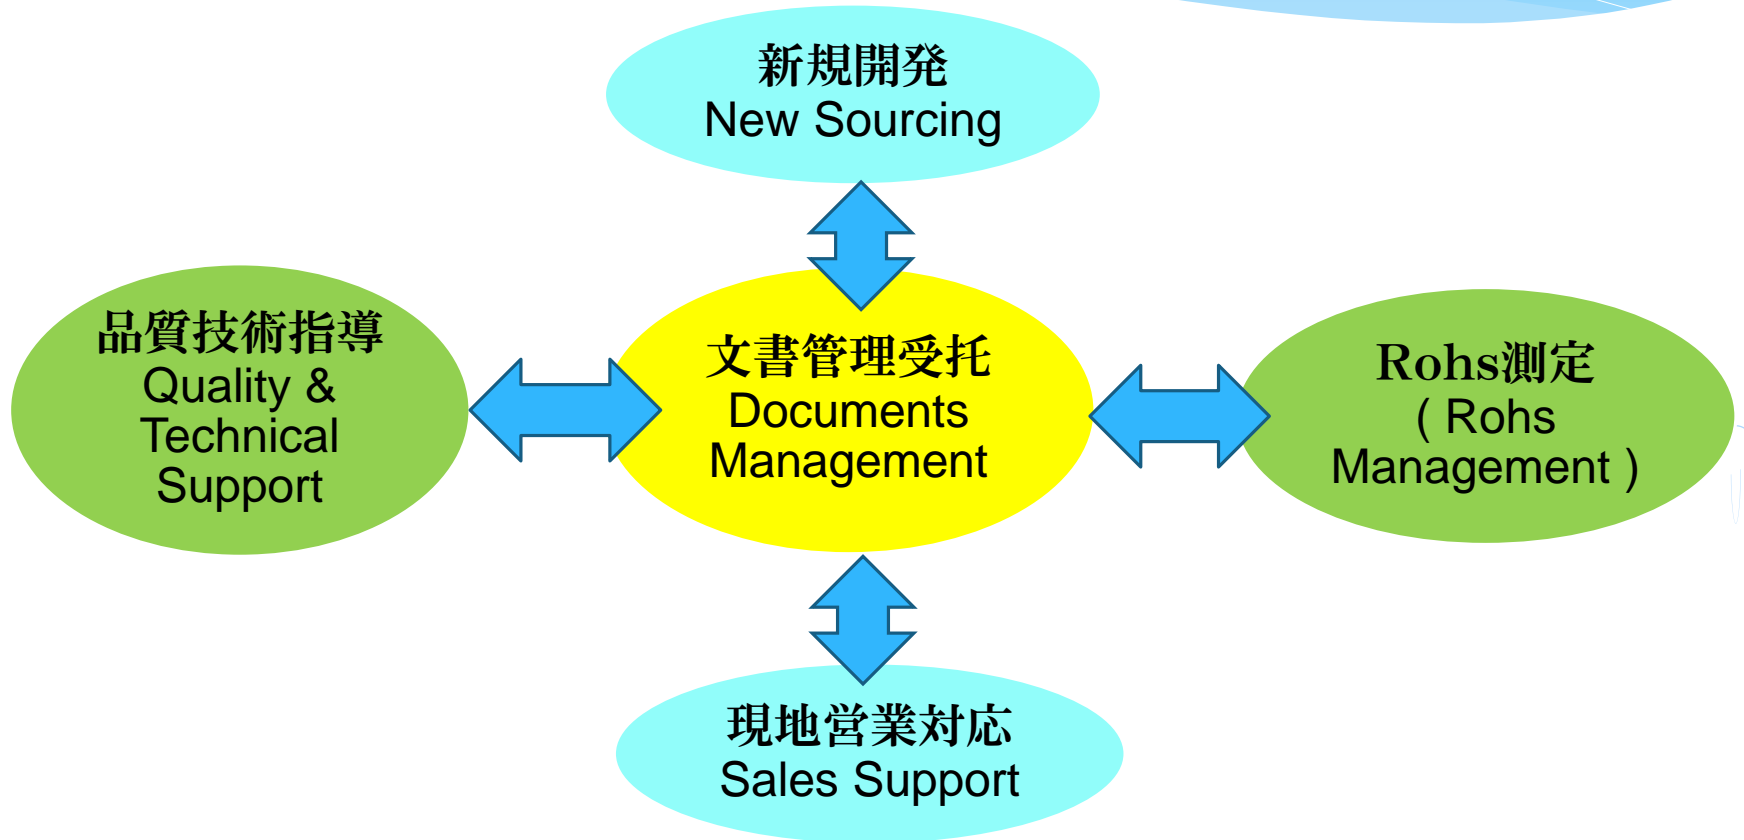 新規開発
New Sourcing
品質技術指導
Quality &
Technical
Support
文書管理受托
Documents
Management
Rohs測定
( Rohs
Management )
現地営業対応
Sales Support